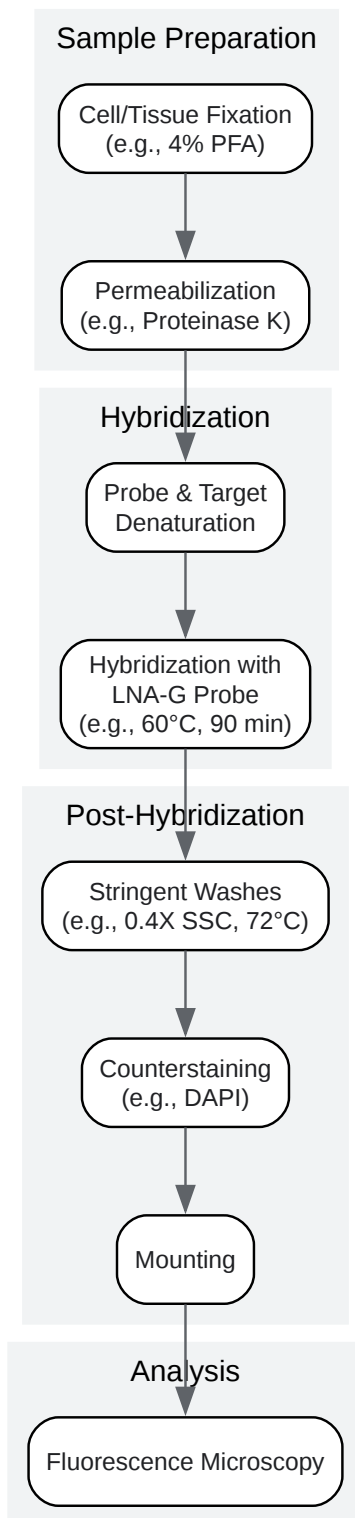 Sample Preparation
Cell/Tissue Fixation
(e.g., 4% PFA)
Permeabilization
(e.g., Proteinase K)
Hybridization
Probe & Target
Denaturation
Hybridization with
LNA-G Probe
(e.g., 60°C, 90 min)
Post-Hybridization
Stringent Washes
(e.g., 0.4X SSC, 72°C)
Counterstaining
(e.g., DAPI)
Mounting
Analysis
Fluorescence Microscopy